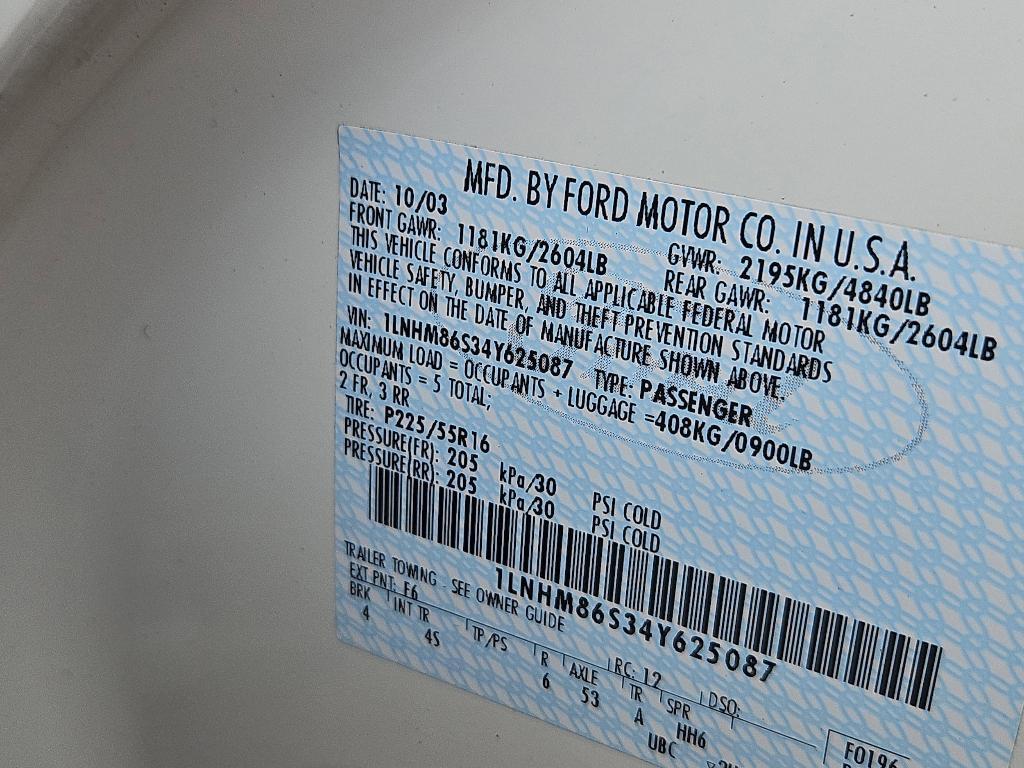 MFD. BY FORD MOTOR CO. IN U.S.A.
DATE: 10/03 GVWR: 2195KG/4840LB
FRONT GAWR: 1181KG/2604LB REAR GAWR: 1181KG/2604LB
THIS VEHICLE CONFORMS TO ALL APPLICABLE FEDERAL MOTOR
VEHICLE SAFETY, BUMPER, AND THEFT PREVENTION STANDARDS
IN EFFECT ON THE DATE OF MANUFACTURE SHOWN ABOVE.
VIN: 1LNHM86S34Y625087 TYPE: PASSENGER
MAXIMUM LOAD = OCCUPANTS + LUGGAGE =408KG/0900LB
OCCUPANTS = 5 TOTAL;
2 FR, 3 RR
TIRE: P225/55R16
PRESSURE(FR): 205 kPa/30 PSI COLD
PRESSURE(RR): 205 kPa/30 PSI COLD
1LNHM86S34Y625087
TRAILER TOWING - SEE OWNER GUIDE
EXT PNT: F6 RC: 12 DSO:
BRK INT TR TP/PS R AXLE TR SPR
4 4S 6 53 A HH6
UBC
F0196